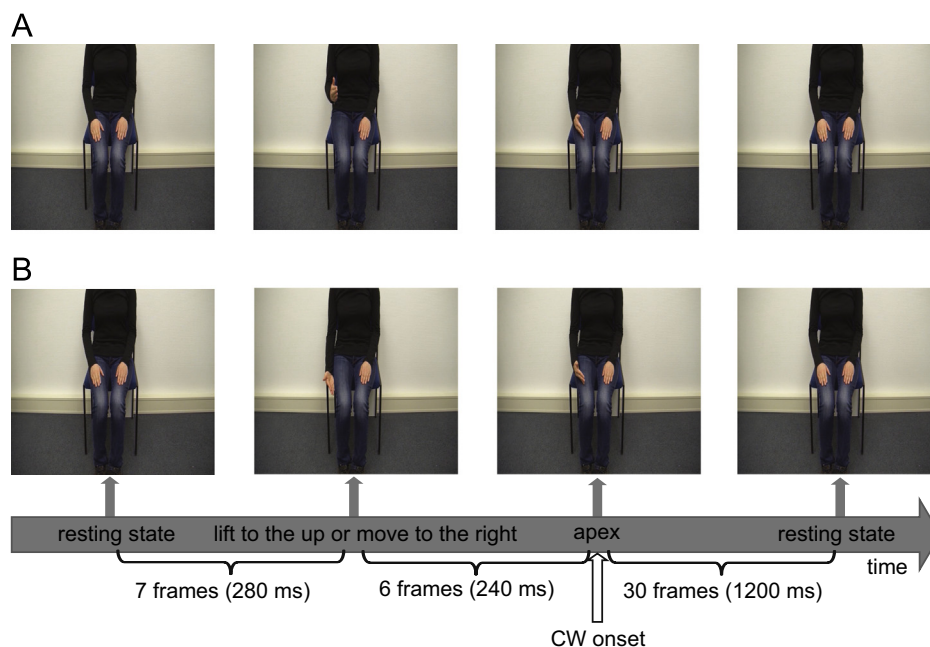 A
B
resting state lift to the up or move to the right apex resting state
time
7 frames (280 ms) 6 frames (240 ms) 30 frames (1200 ms)
CW onset